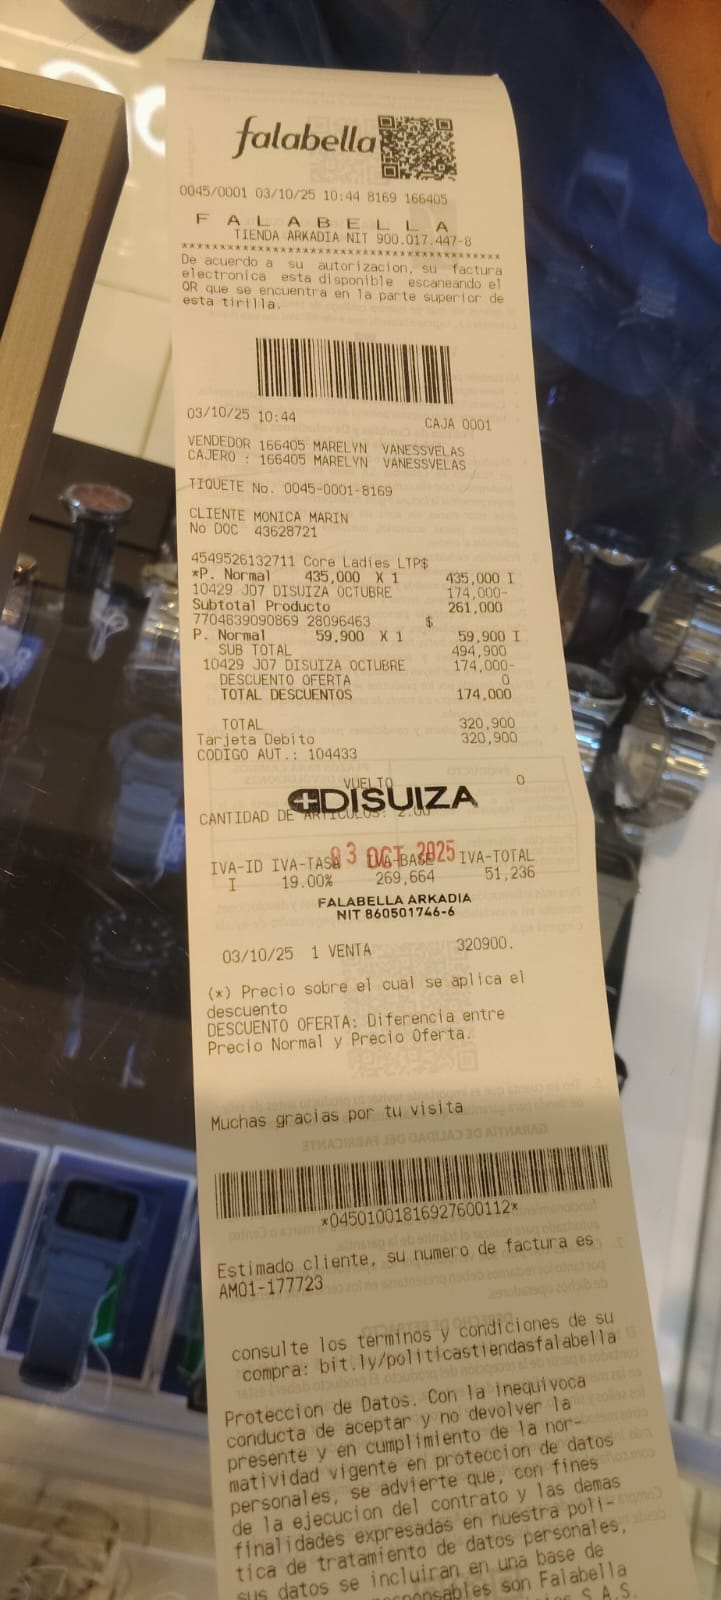 falabella
0045/0001 03/10/25 10:44 8169 166405
F A L A B E L L A
TIENDA ARKADIA NIT 900.017.447-8
****************************************************
De acuerdo a su autorizacion, su factura
electronica esta disponible escaneando el
QR que se encuentra en la parte superior de
esta tirilla.
03/10/25 10:44 CAJA 0001
VENDEDOR 166405 MARELYN VANESSVELAS
CAJERO : 166405 MARELYN VANESSVELAS
TIQUETE No. 0045-0001-8169
CLIENTE MONICA MARIN
No DOC 43628721
4549526132711 Core Ladies LTP$
*P. Normal 435,000 X 1 435,000 I
10429 J07 DISUIZA OCTUBRE 174,000-
Subtotal Producto 261,000
7704839090869 28096463 $
P. Normal 59,900 X 1 59,900 I
SUB TOTAL 494,900
10429 J07 DISUIZA OCTUBRE 174,000-
DESCUENTO OFERTA 0
TOTAL DESCUENTOS 174,000
TOTAL 320,900
Tarjeta Debito 320,900
CODIGO AUT.: 104433
VUELTO 0
DISUIZA
CANTIDAD DE ARTICULOS: 2.00
03 OCT 2025
IVA-ID IVA-TASA IVA-BASE IVA-TOTAL
I 19.00% 269,664 51,236
FALABELLA ARKADIA
NIT 860501746-6
03/10/25 1 VENTA 320900.
(*) Precio sobre el cual se aplica el
descuento
DESCUENTO OFERTA: Diferencia entre
Precio Normal y Precio Oferta.
Muchas gracias por tu visita
*04501001816927600112*
Estimado cliente, su numero de factura es
AM01-177723
consulte los terminos y condiciones de su
compra: bit.ly/politicastiendasfalabella
Proteccion de Datos. Con la inequivoca
conducta de aceptar y no devolver la
presente y en cumplimiento de la nor-
matividad vigente en proteccion de datos
personales, se advierte que, con fines
de la ejecucion del contrato y las demas
finalidades expresadas en nuestra poli-
tica de tratamiento de datos personales,
sus datos se incluiran en una base de
responsables son Falabella
S.A.S.